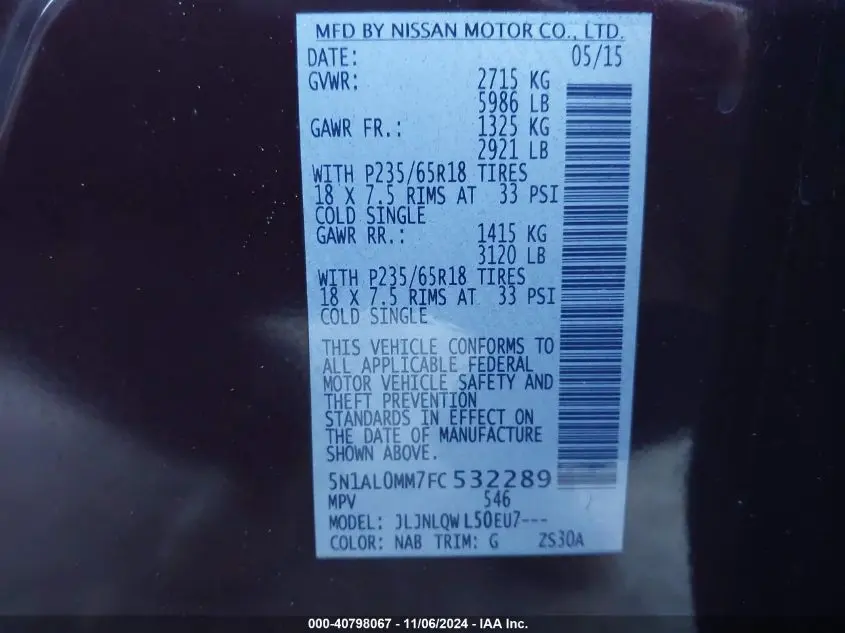 MFD BY NISSAN MOTOR CO., LTD.
DATE: 05/15
GVWR: 2715 KG
5986 LB
GAWR FR.: 1325 KG
2921 LB
WITH P235/65R18 TIRES
18 X 7.5 RIMS AT 33 PSI
COLD SINGLE
GAWR RR.: 1415 KG
3120 LB
WITH P235/65R18 TIRES
18 X 7.5 RIMS AT 33 PSI
COLD SINGLE
THIS VEHICLE CONFORMS TO
ALL APPLICABLE FEDERAL
MOTOR VEHICLE SAFETY AND
THEFT PREVENTION
STANDARDS IN EFFECT ON
THE DATE OF MANUFACTURE
SHOWN ABOVE.
5N1AL0MM7FC532289
MPV 546
MODEL: JLJNLQWL50EU7---
COLOR: NAB TRIM: G ZS30A
000-40798067 - 11/06/2024 - IAA Inc.